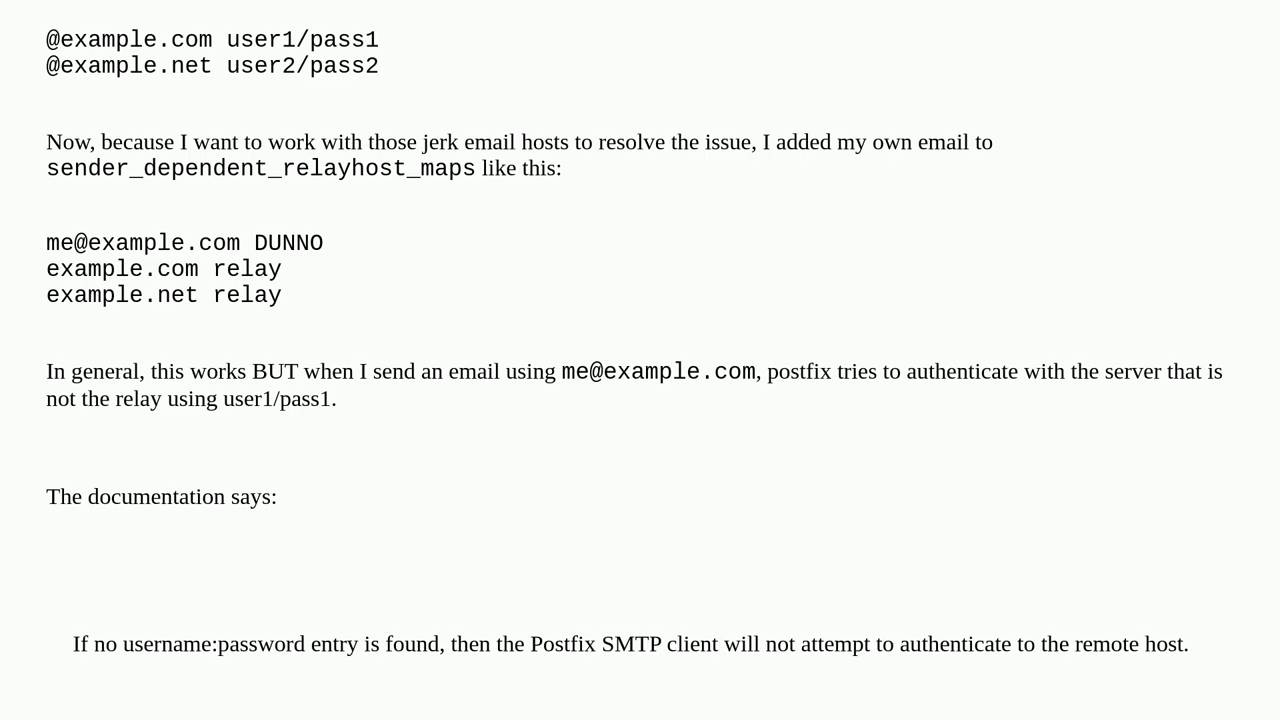 @example.com user1/pass1
@example.net user2/pass2
Now, because I want to work with those jerk email hosts to resolve the issue, I added my own email to
sender_dependent_relayhost_maps like this:
me@example.com DUNNO
example.com relay
example.net relay
In general, this works BUT when I send an email using me@example.com, postfix tries to authenticate with the server that is
not the relay using user1/pass1.
The documentation says:
If no username:password entry is found, then the Postfix SMTP client will not attempt to authenticate to the remote host.